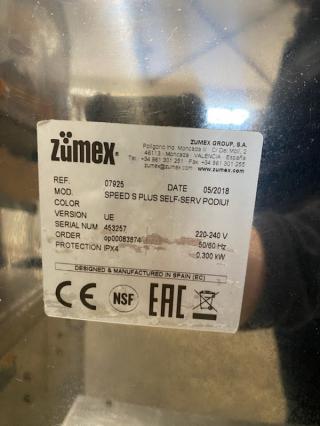 zümex®
ZUMEX GROUP, S.A.
Polígono Ind. Moncada II C/ Del Molí, 2
46113 - Moncada VALENCIA España
Tel. +34 961 301 251 Fax. +34 961 301 255
zumex@zumex.com www.zumex.com
REF. 07925 DATE 05/2018
MOD. SPEED S PLUS SELF-SERV PODIU
COLOR
VERSION UE
SERIAL NUM 453257
ORDER op00083874 220-240 V
PROTECTION IPX4 50/60 Hz
0,300 kW
DESIGNED & MANUFACTURED IN SPAIN (EC)
CE NSF EAC